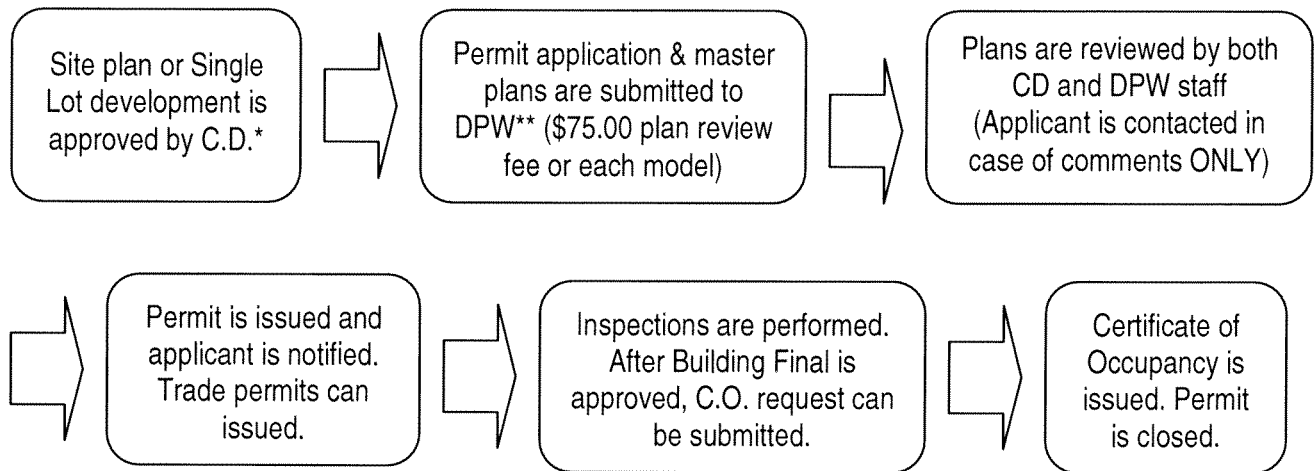 Site plan or Single
Lot development is
approved by C.D.*
Permit application & master
plans are submitted to
DPW** ($75.00 plan review
fee or each model)
Plans are reviewed by both
CD and DPW staff
(Applicant is contacted in
case of comments ONLY)
Permit is issued and
applicant is notified.
Trade permits can
issued.
Inspections are performed.
After Building Final is
approved, C.O. request can
be submitted.
Certificate of
Occupancy is
issued. Permit
is closed.